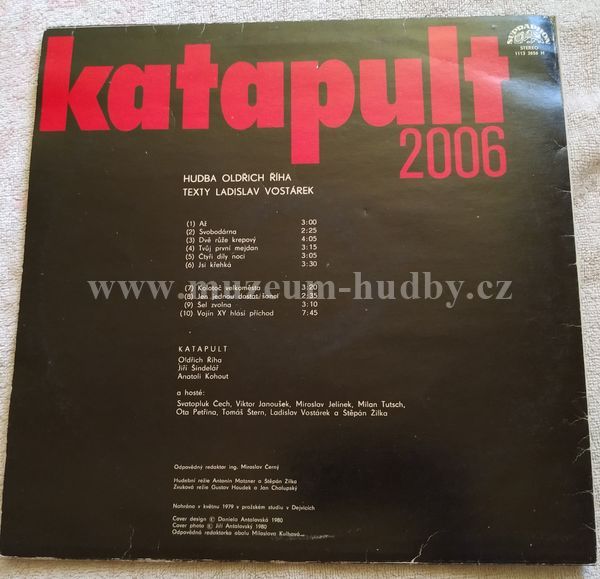 katapult
2006
SUPRAPHON
STEREO
1113 2656 H
HUDBA OLDŘICH ŘÍHA
TEXTY LADISLAV VOSTÁREK
(1) Až 3:00
(2) Svobodárna 2:25
(3) Dvě růže krepový 4:05
(4) Tvůj první mejdan 3:15
(5) Čtyři díly noci 3:05
(6) Jsi křehká 3:30
(7) Kolotoč velkoměsta 3:20
(8) Jen jednou dostat šanci 2:35
(9) Šel zvolna 3:10
(10) Vojín XY hlásí příchod 7:45
www.muzeum-hudby.cz
KATAPULT
Oldřich Říha
Jiří Šindelář
Anatoli Kohout
a hosté:
Svatopluk Čech, Viktor Janoušek, Miroslav Jelínek, Milan Tutsch,
Ota Petřina, Tomáš Štern, Ladislav Vostárek a Štěpán Žilka
Odpovědný redaktor ing. Miroslav Černý
Hudební režie Antonín Matzner a Štěpán Žilka
Zvuková režie Gustav Houdek a Jan Chalupský
Nahráno v květnu 1979 v pražském studiu v Dejvicích
Cover design © Daniela Antalovská 1980
Cover photo © Jiří Antalovský 1980
Odpovědná redaktorka obalu Miloslava Kulhavá